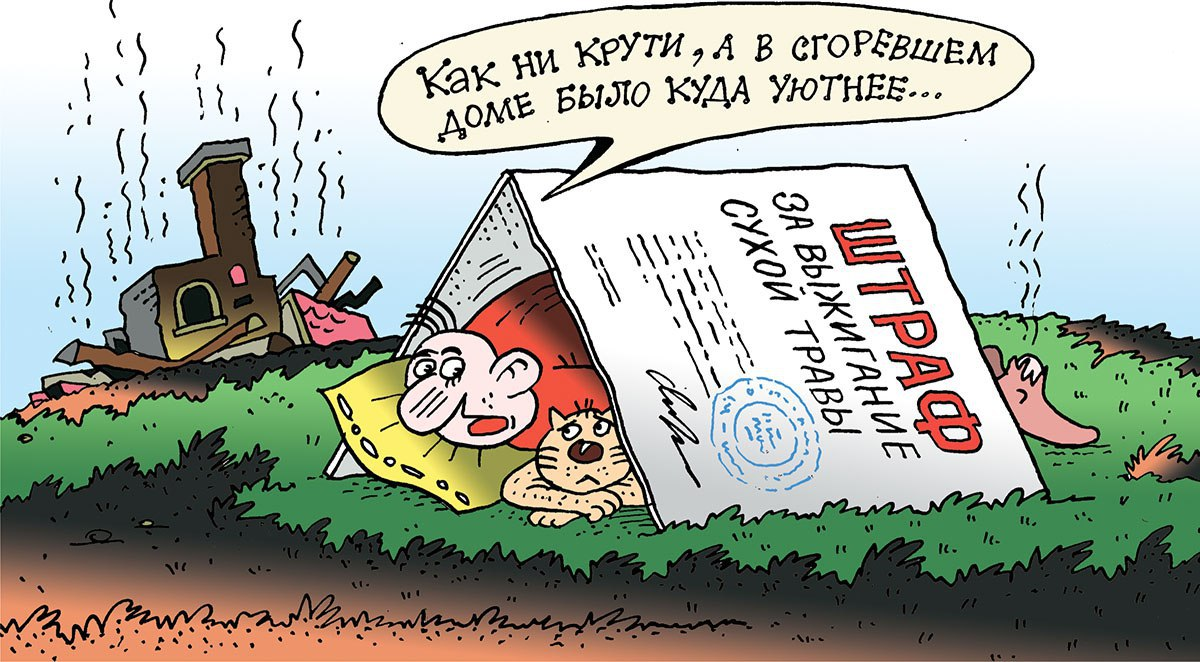 Как ни крути, а в сгоревшем
доме было куда уютнее...
ШТРАФ
ЗА ВЫЖИГАНИЕ
СУХОЙ ТРАВЫ